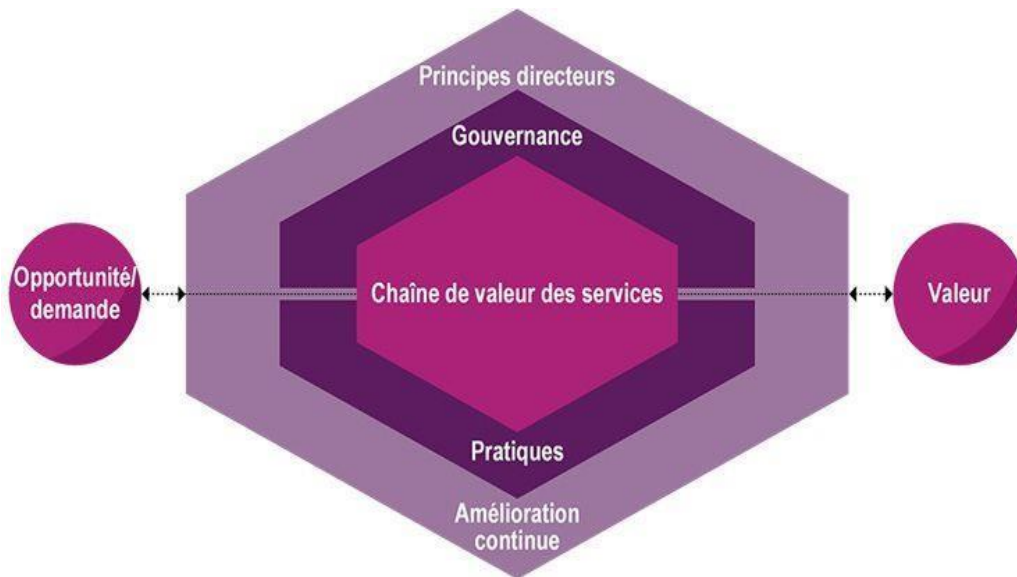 Principes directeurs
Gouvernance
Opportunité/
demande
Chaîne de valeur des services
Valeur
Pratiques
Amélioration
continue